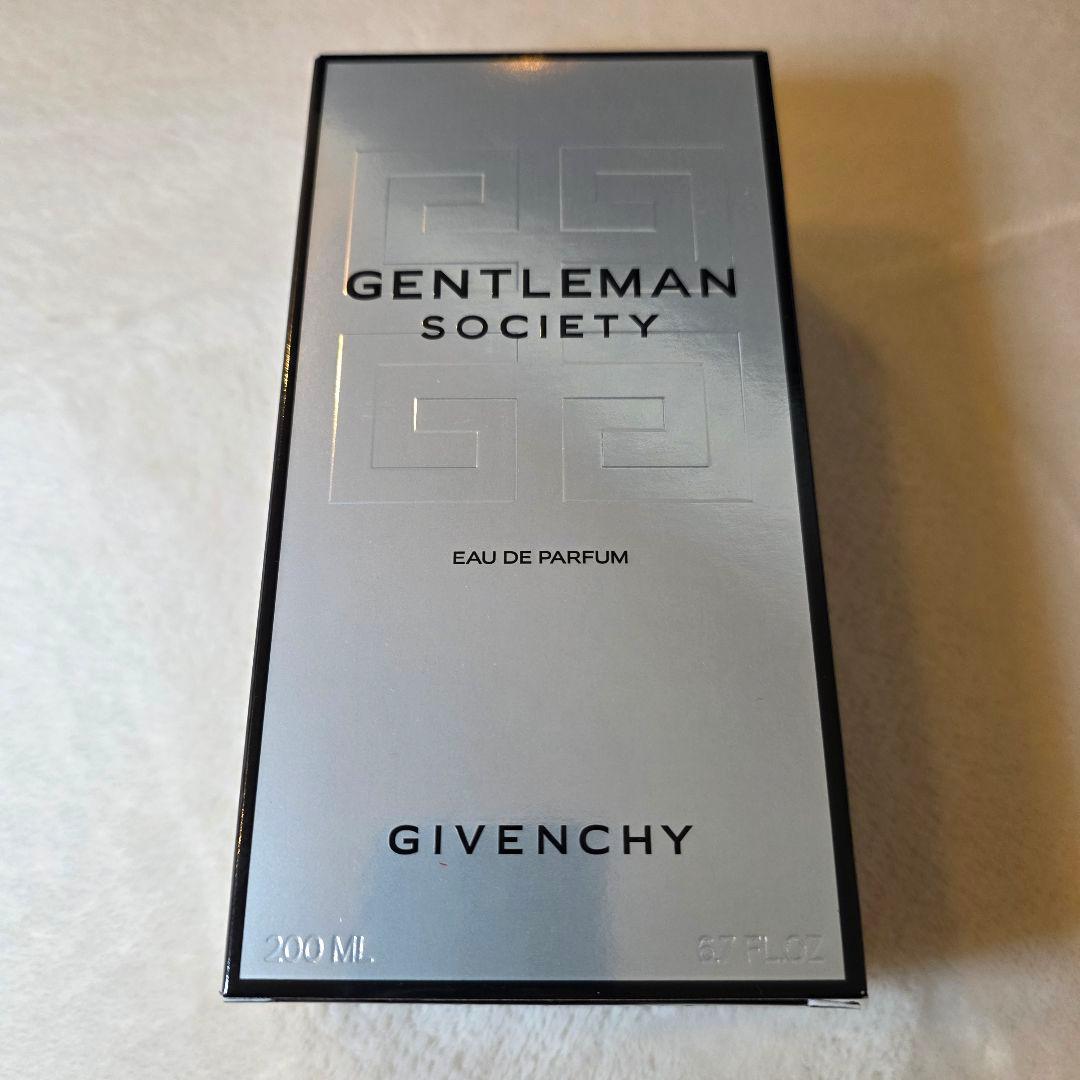 GENTLEMAN
SOCIETY
EAU DE PARFUM
GIVENCHY
200 ML 6.7 FL.OZ